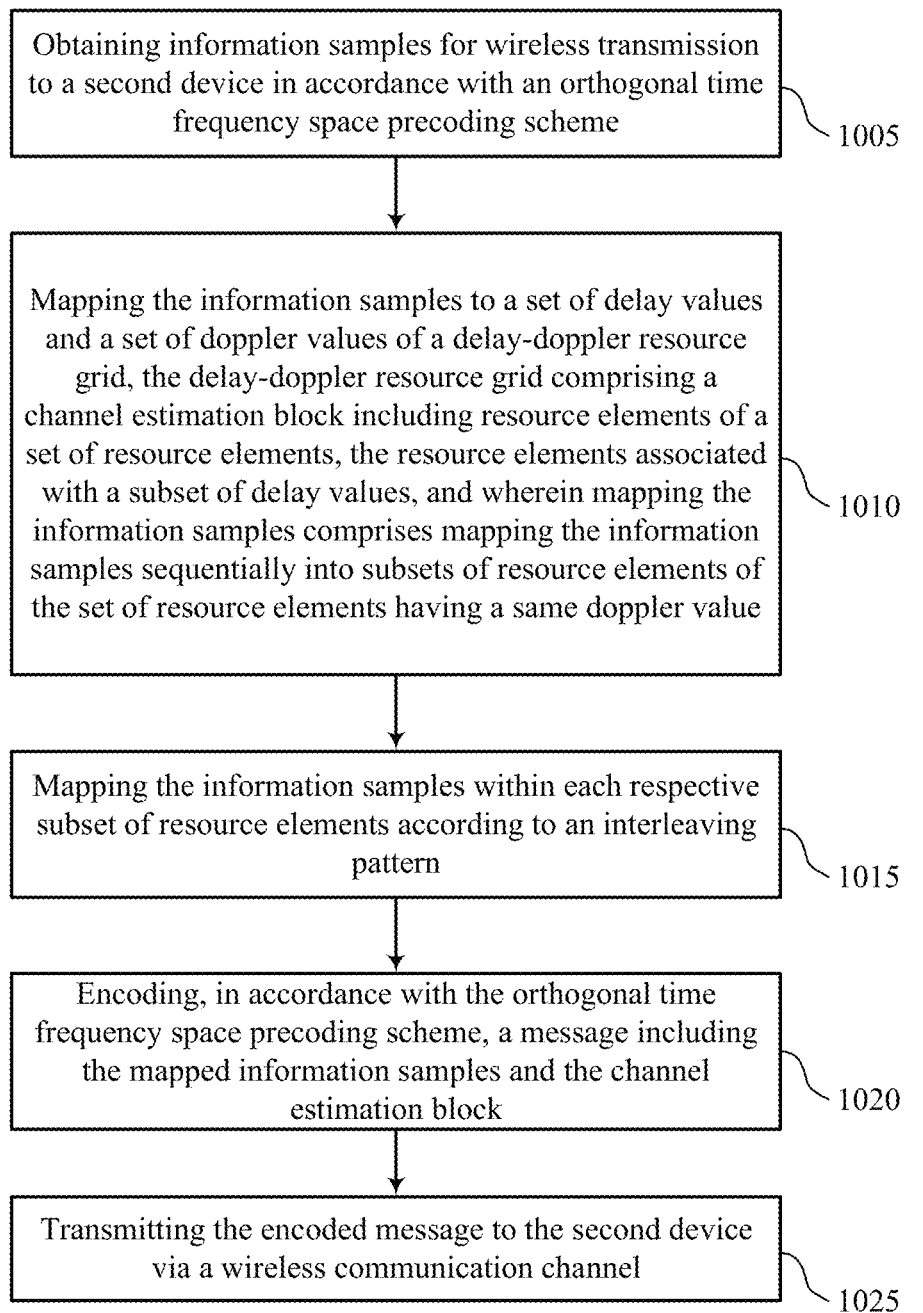 Obtaining information samples for wireless transmission
to a second device in accordance with an orthogonal time
frequency space precoding scheme
1005
Mapping the information samples to a set of delay values
and a set of doppler values of a delay-doppler resource
grid, the delay-doppler resource grid comprising a
channel estimation block including resource elements of a
set of resource elements, the resource elements associated
with a subset of delay values, and wherein mapping the
information samples comprises mapping the information
samples sequentially into subsets of resource elements of
the set of resource elements having a same doppler value
1010
Mapping the information samples within each respective
subset of resource elements according to an interleaving
pattern
1015
Encoding, in accordance with the orthogonal time
frequency space precoding scheme, a message including
the mapped information samples and the channel
estimation block
1020
Transmitting the encoded message to the second device
via a wireless communication channel
1025